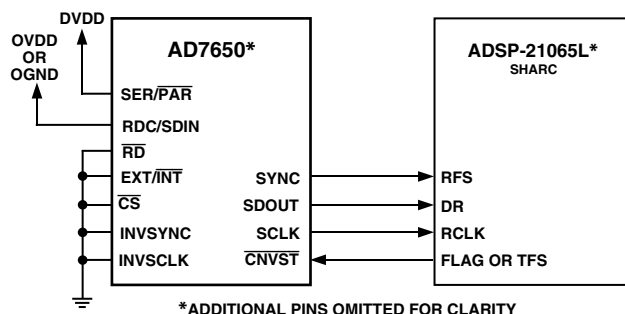 DVDD
OVDD
OR
OGND
AD7650*
SER/PAR
RDC/SDIN
RD
EXT/INT
CS
INVSYNC
INVSCLK
SYNC
SDOUT
SCLK
CNVST
ADSP-21065L*
SHARC
RFS
DR
RCLK
FLAG OR TFS
*ADDITIONAL PINS OMITTED FOR CLARITY